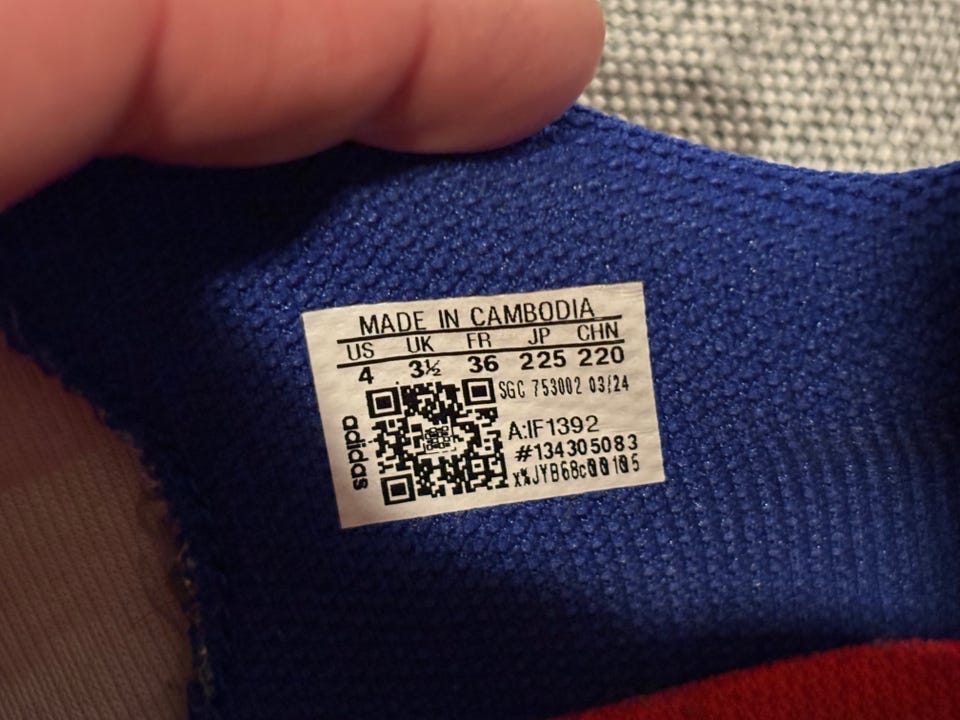 MADE IN CAMBODIA
US UK FR JP CHN
4 3½ 36 225 220
SGC 753002 03/24
A:IF1392
#134305083
x%JYB68c00105
adidas